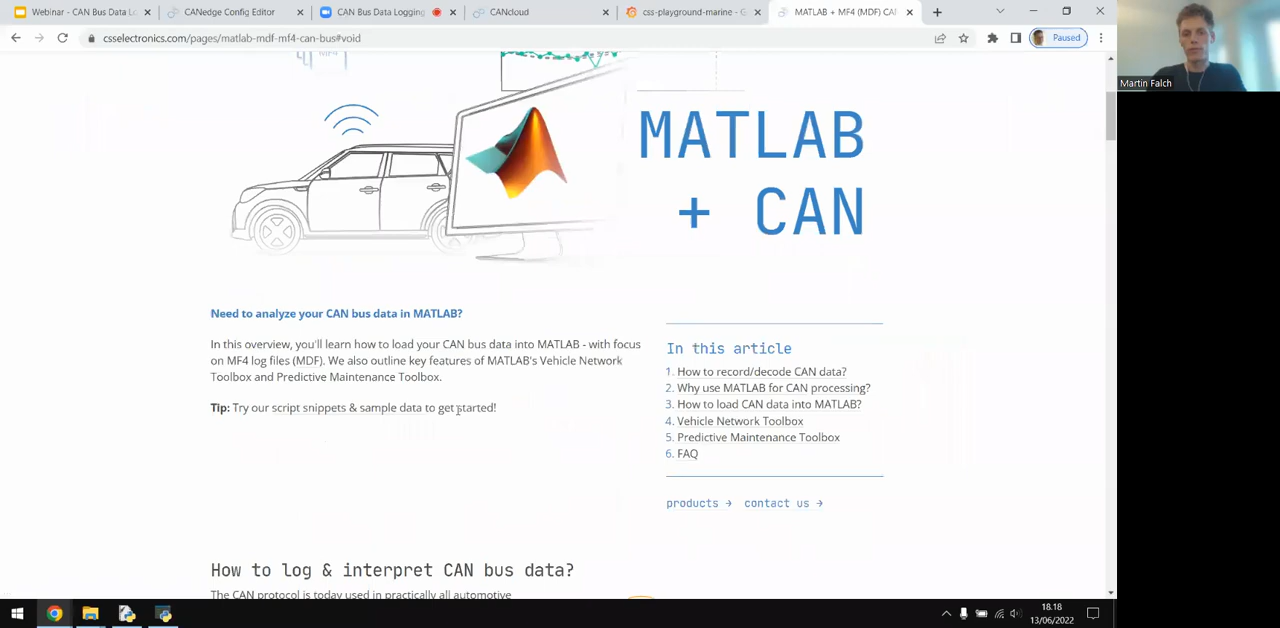 Webinar - CAN Bus Data Lo
CANedge Config Editor
CAN Bus Data Logging
CANcloud
css-playground-marine - G
MATLAB + MF4 (MDF) CAN
csselectronics.com/pages/matlab-mdf-mf4-can-bus#void
Paused
Martin Falch
MATLAB
+ CAN
Need to analyze your CAN bus data in MATLAB?
In this overview, you'll learn how to load your CAN bus data into MATLAB - with focus
on MF4 log files (MDF). We also outline key features of MATLAB's Vehicle Network
Toolbox and Predictive Maintenance Toolbox.
Tip: Try our script snippets & sample data to get started!
In this article
1. How to record/decode CAN data?
2. Why use MATLAB for CAN processing?
3. How to load CAN data into MATLAB?
4. Vehicle Network Toolbox
5. Predictive Maintenance Toolbox
6. FAQ
products → contact us →
How to log & interpret CAN bus data?
The CAN protocol is today used in practically all automotive
18.18
13/06/2022